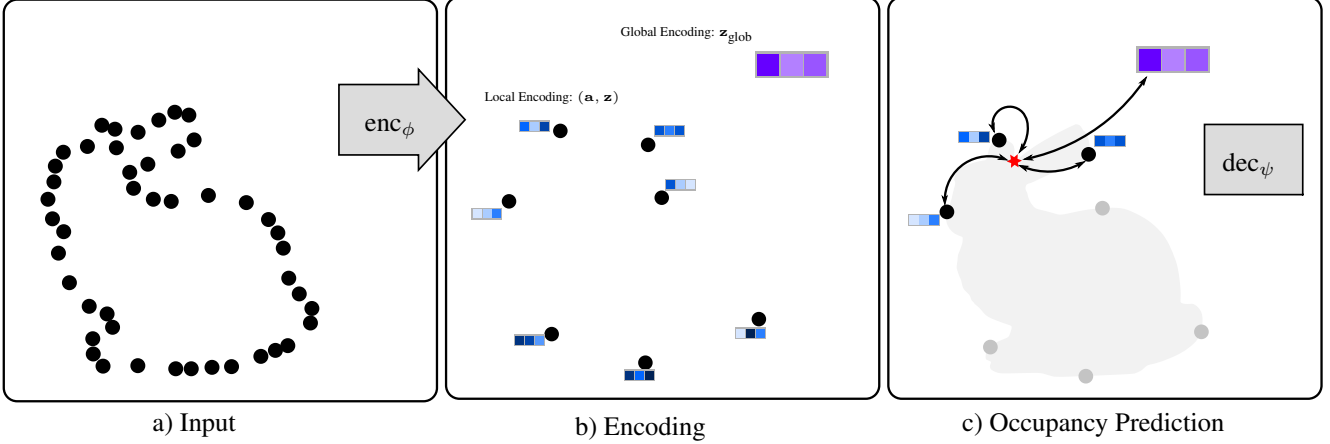 enc_ϕ
Global Encoding: z_glob
Local Encoding: (a, z)
dec_ψ
a) Input
b) Encoding
c) Occupancy Prediction